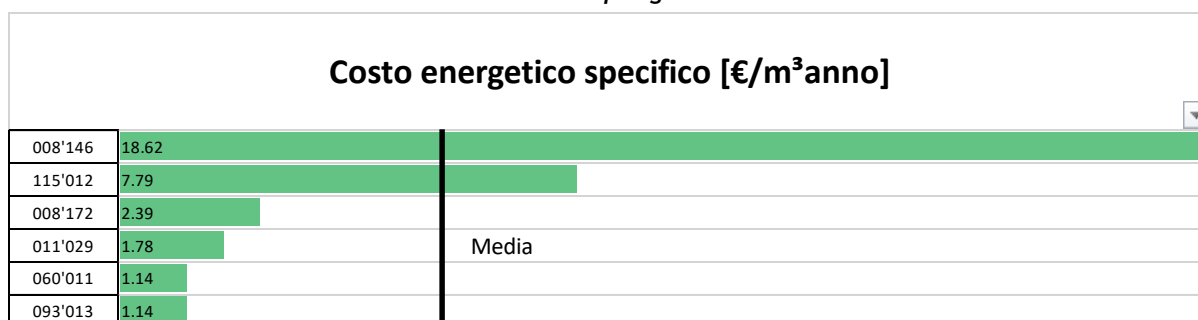 Costo energetico specifico [€/m³anno]
008'146 18.62
115'012 7.79
008'172 2.39
011'029 1.78 Media
060'011 1.14
093'013 1.14